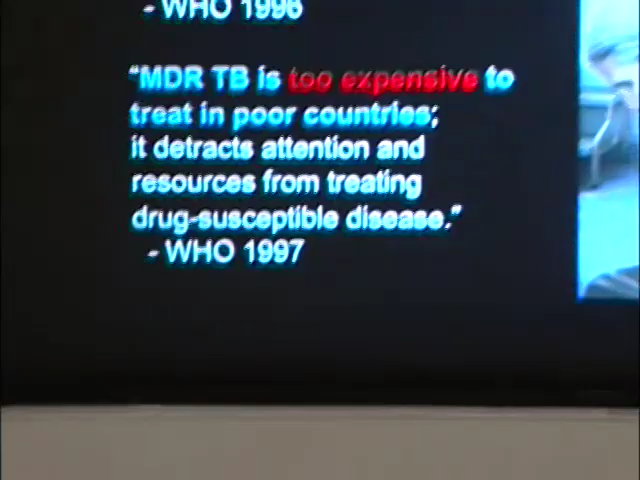 - WHO 1996
"MDR TB is too expensive to
treat in poor countries;
it detracts attention and
resources from treating
drug-susceptible disease."
- WHO 1997